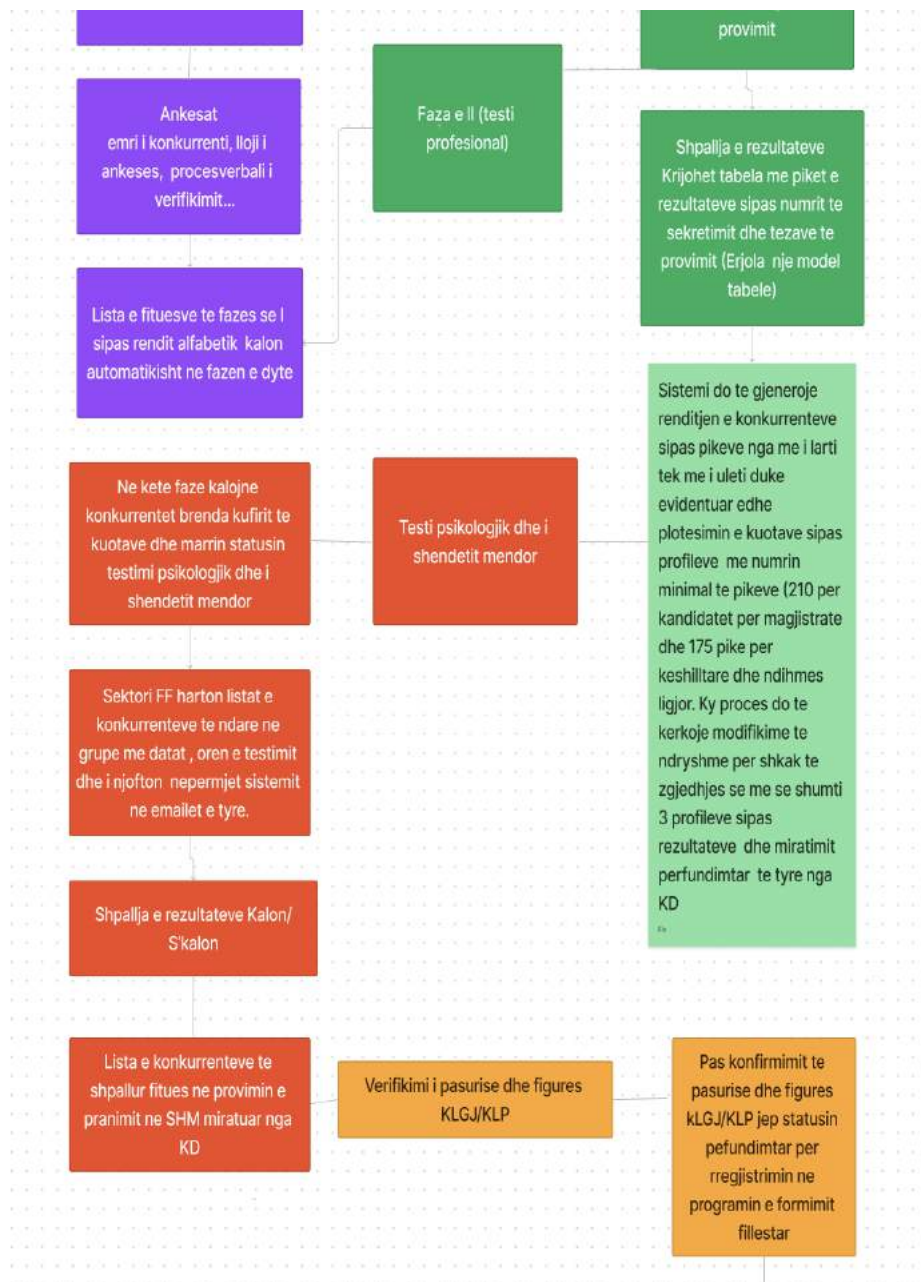 provimit
Ankesat
emri i konkurrenti, lloji i
ankeses,  procesverbali i
verifikimit...
Faza e II (testi
profesional)
Shpallja e rezultateve
Krijohet tabela me piket e
rezultateve sipas numrit te
sekretimit dhe tezave te
provimit (Erjola  nje model
tabele)
Lista e fituesve te fazes se I
sipas rendit alfabetik  kalon
automatikisht ne fazen e dyte
Sistemi do te gjeneroje
renditjen e konkurrenteve
sipas pikeve nga me i larti
tek me i uleti duke
evidentuar edhe
plotesimin e kuotave sipas
profileve  me numrin
minimal te pikeve (210 per
kandidatet per magjistrate
dhe 175 pike per
keshilltare dhe ndihmes
ligjor. Ky proces do te
kerkoje modifikime te
ndryshme per shkak te
zgjedhjes se me se shumti
3 profileve sipas
rezultateve  dhe miratimit
perfundimtar  te tyre nga
KD
Testi psikologjik dhe i
shendetit mendor
Ne kete faze kalojne
konkurrentet brenda kufirit te
kuotave dhe marrin statusin
testimi psikologjik dhe i
shendetit mendor
Sektori FF harton listat e
konkurrenteve te ndare ne
grupe me datat , oren e testimit
dhe i njofton  nepermjet sistemit
ne emailet e tyre.
Shpallja e rezultateve Kalon/
S'kalon
Lista e konkurrenteve te
shpallur fitues ne provimin e
pranimit ne SHM miratuar nga
KD
Verifikimi i pasurise dhe figures
KLGJ/KLP
Pas konfirmimit te
pasurise dhe figures
kLGJ/KLP jep statusin
pefundimtar per
rregjistrimin ne
programin e formimit
fillestar